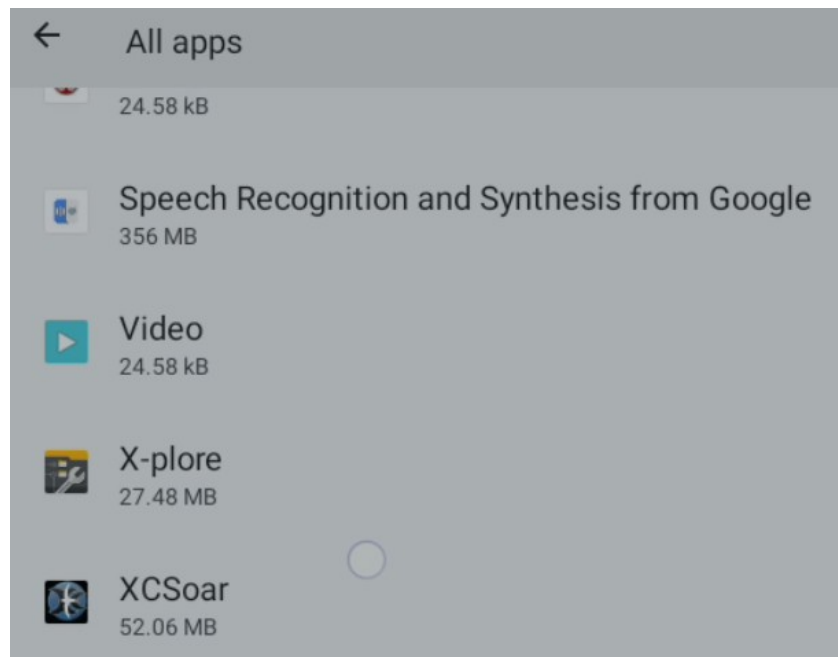 All apps
24.58 kB
Speech Recognition and Synthesis from Google
356 MB
Video
24.58 kB
X-plore
27.48 MB
XCSoar
52.06 MB